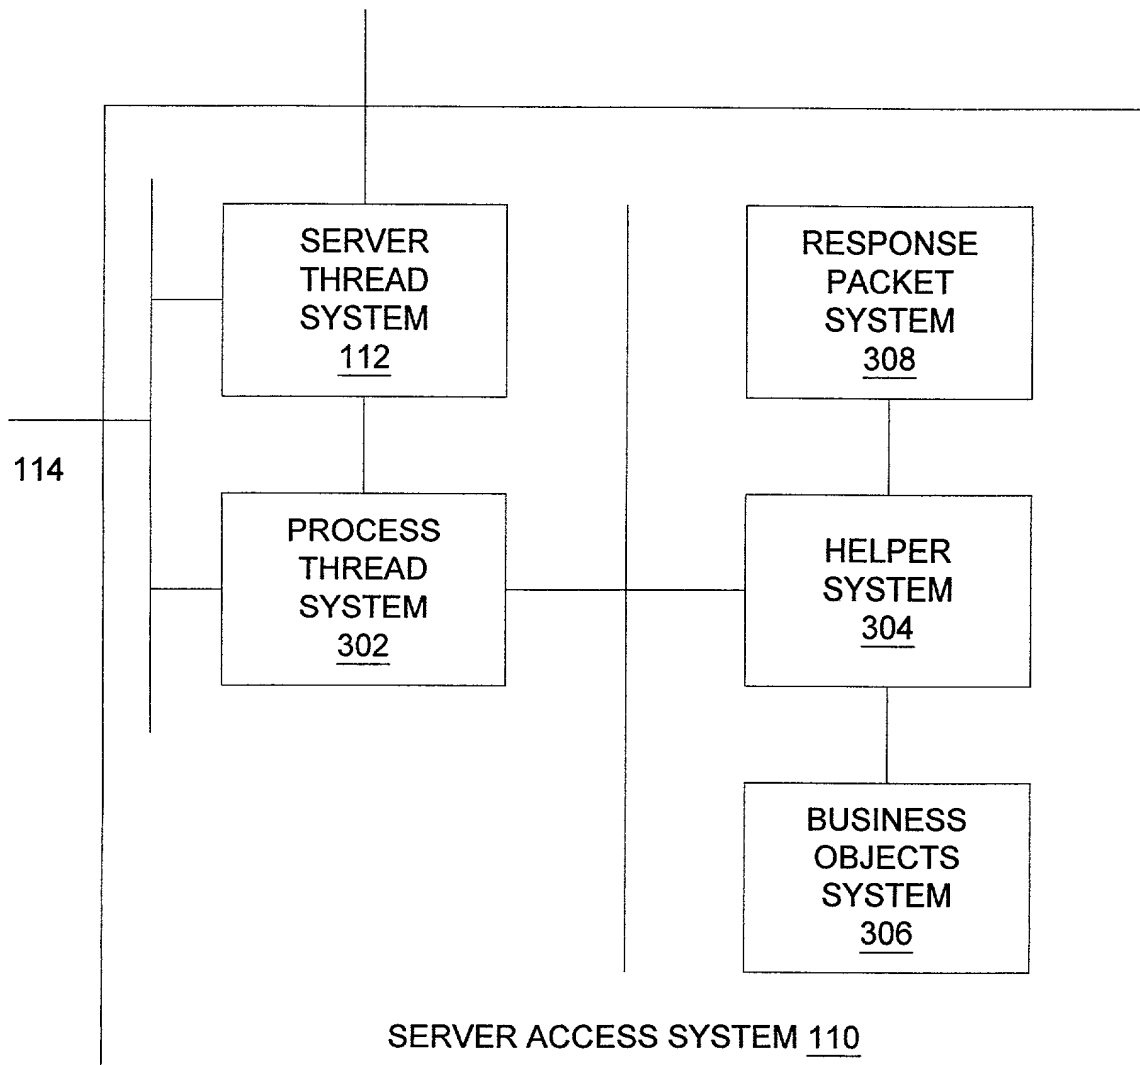 SERVER
THREAD
SYSTEM
112
RESPONSE
PACKET
SYSTEM
308
114
PROCESS
THREAD
SYSTEM
302
HELPER
SYSTEM
304
BUSINESS
OBJECTS
SYSTEM
306
SERVER ACCESS SYSTEM 110